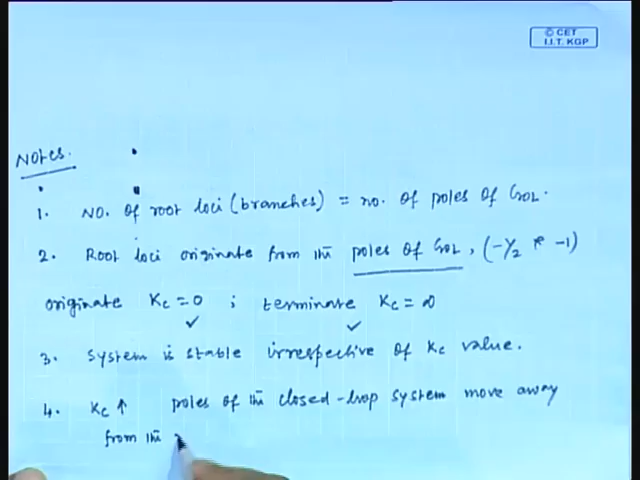 © CET
I.I.T. KGP
Notes.
1. No. of root loci (branches) = no. of poles of GOL.
2. Root loci originate from the poles of GOL, (-1/2 & -1)
originate Kc = 0 ; terminate Kc = ∞
3. System is stable irrespective of Kc value.
4. Kc ↑ poles of the closed-loop system move away
from the